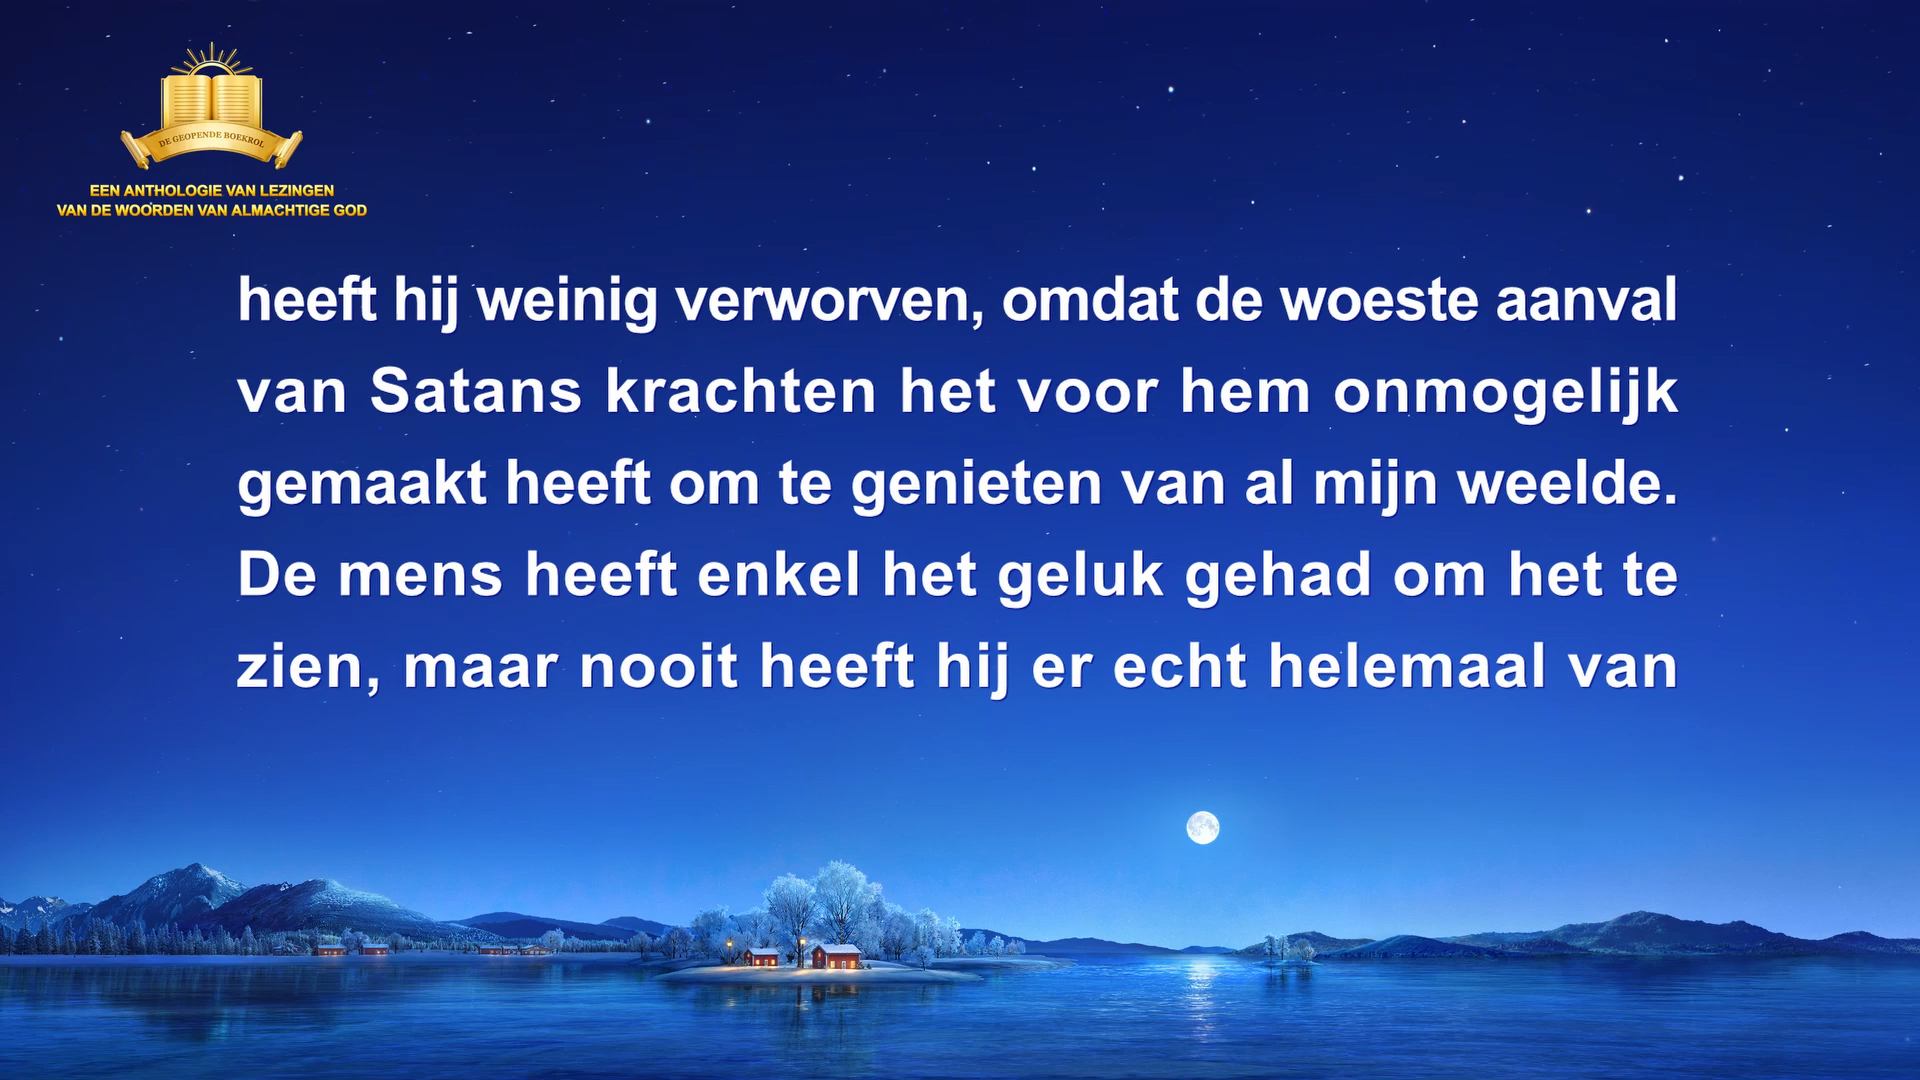 DE GEOPENDE BOEKROL
EEN ANTHOLOGIE VAN LEZINGEN
VAN DE WOORDEN VAN ALMACHTIGE GOD
heeft hij weinig verworven, omdat de woeste aanval
van Satans krachten het voor hem onmogelijk
gemaakt heeft om te genieten van al mijn weelde.
De mens heeft enkel het geluk gehad om het te
zien, maar nooit heeft hij er echt helemaal van